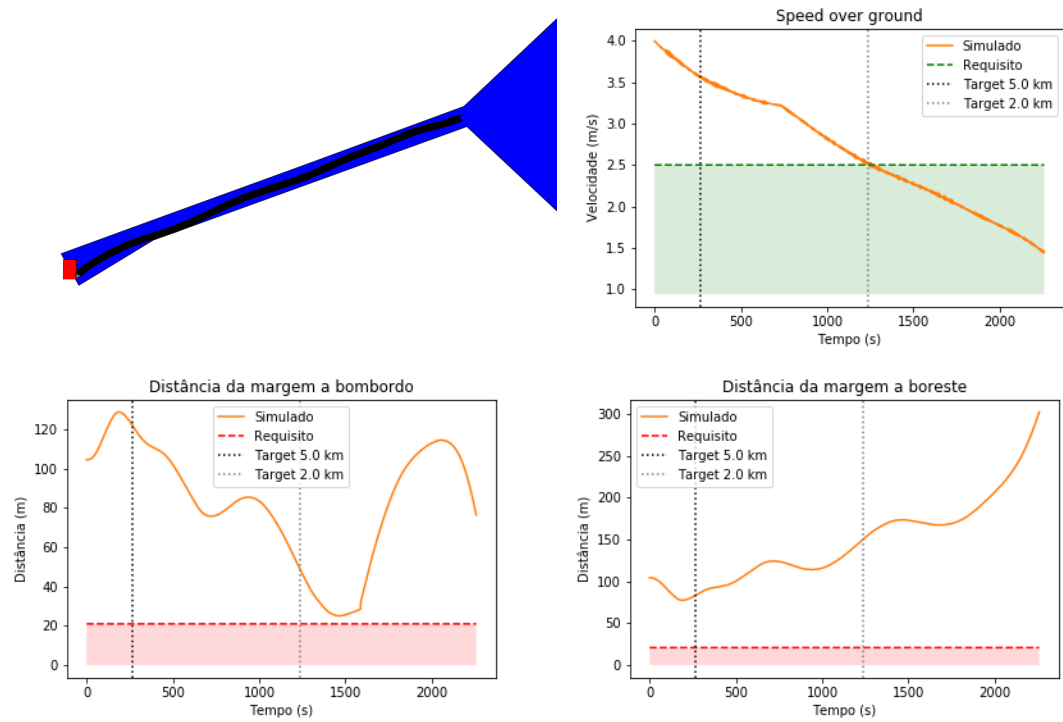 Speed over ground
Velocidade (m/s)
4.0
3.5
3.0
2.5
2.0
1.5
1.0
Simulado
Requisito
Target 5.0 km
Target 2.0 km
0 500 1000 1500 2000
Tempo (s)
Distância da margem a bombordo
Distância (m)
120
100
80
60
40
20
0
Simulado
Requisito
Target 5.0 km
Target 2.0 km
0 500 1000 1500 2000
Tempo (s)
Distância da margem a boreste
Distância (m)
300
250
200
150
100
50
0
Simulado
Requisito
Target 5.0 km
Target 2.0 km
0 500 1000 1500 2000
Tempo (s)